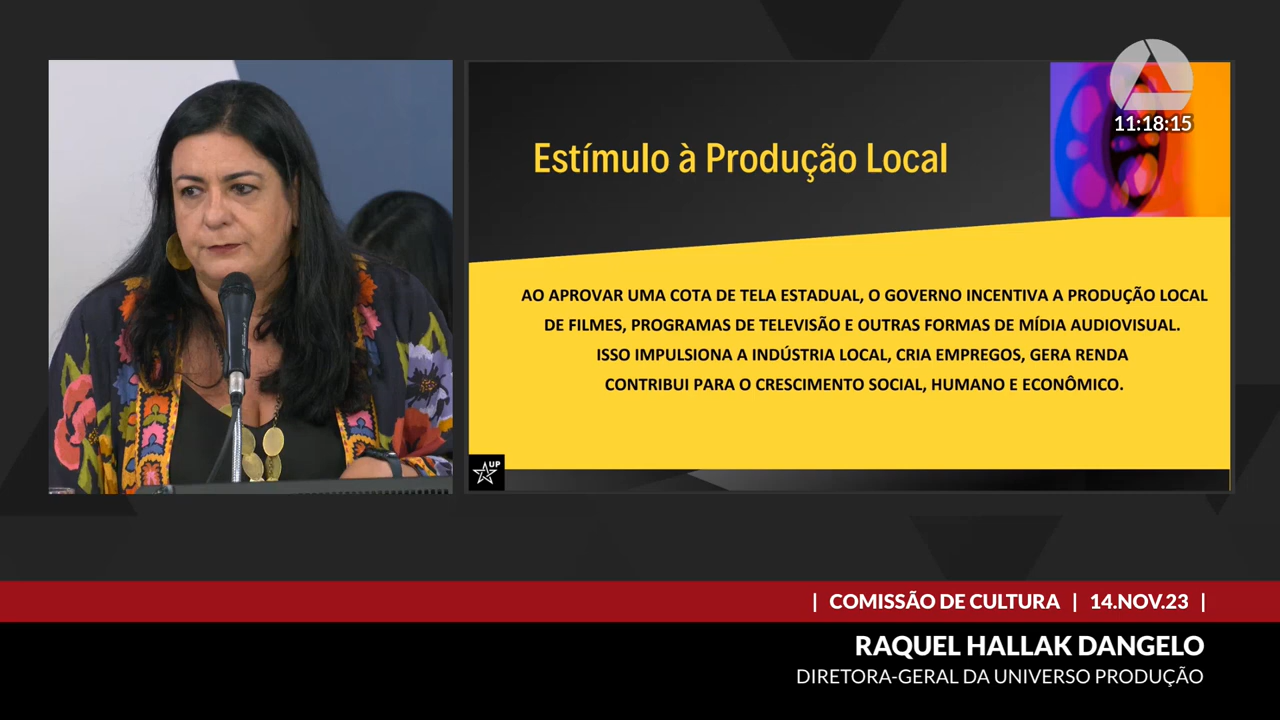 11:18:15
Estímulo à Produção Local
AO APROVAR UMA COTA DE TELA ESTADUAL, O GOVERNO INCENTIVA A PRODUÇÃO LOCAL
DE FILMES, PROGRAMAS DE TELEVISÃO E OUTRAS FORMAS DE MÍDIA AUDIOVISUAL.
ISSO IMPULSIONA A INDÚSTRIA LOCAL, CRIA EMPREGOS, GERA RENDA
CONTRIBUI PARA O CRESCIMENTO SOCIAL, HUMANO E ECONÔMICO.
UP
| COMISSÃO DE CULTURA | 14.NOV.23 |
RAQUEL HALLAK DANGELO
DIRETORA-GERAL DA UNIVERSO PRODUÇÃO